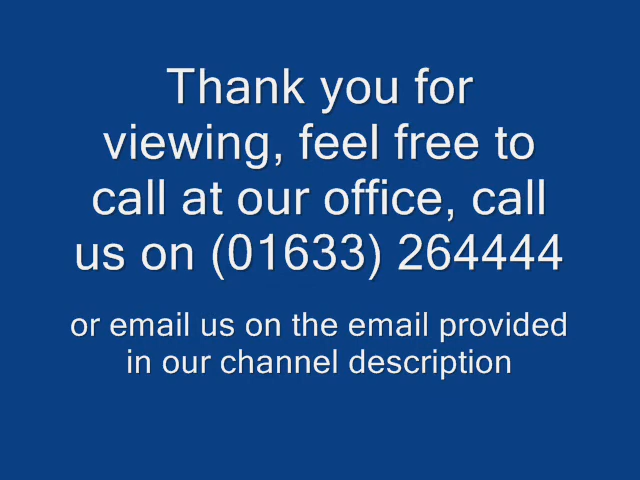 Thank you for
viewing, feel free to
call at our office, call
us on (01633) 264444
or email us on the email provided
in our channel description